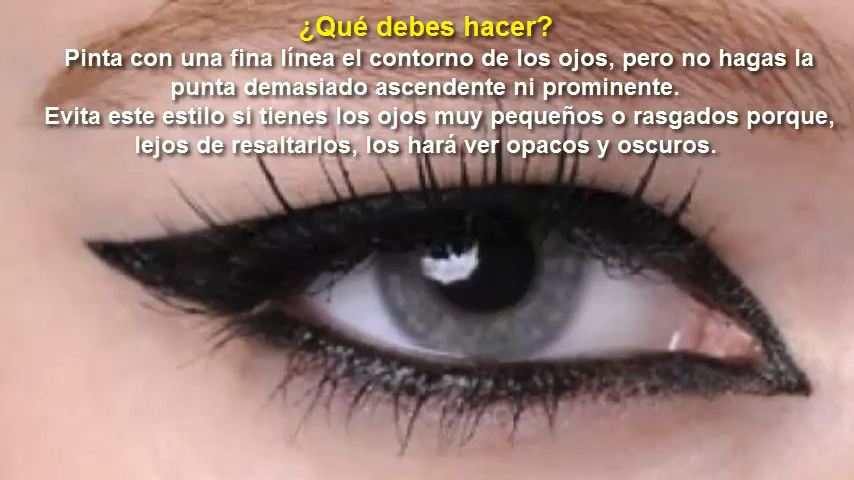 ¿Qué debes hacer?
Pinta con una fina línea el contorno de los ojos, pero no hagas la
punta demasiado ascendente ni prominente.
Evita este estilo si tienes los ojos muy pequeños o rasgados porque,
lejos de resaltarlos, los hará ver opacos y oscuros.